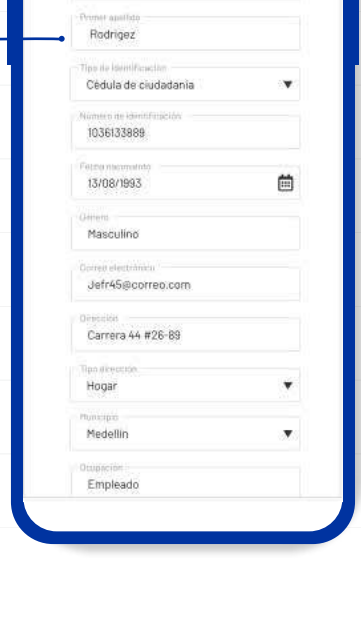 Primer apellido
Rodrigez
Tipo de Identificación
Cédula de ciudadania
Número de identificación
1036133889
Fecha nacimiento
13/08/1993
Género
Masculino
Correo electrónico
Jefr45@correo.com
Dirección
Carrera 44 #26-89
Tipo dirección
Hogar
Municipio
Medellin
Ocupación
Empleado